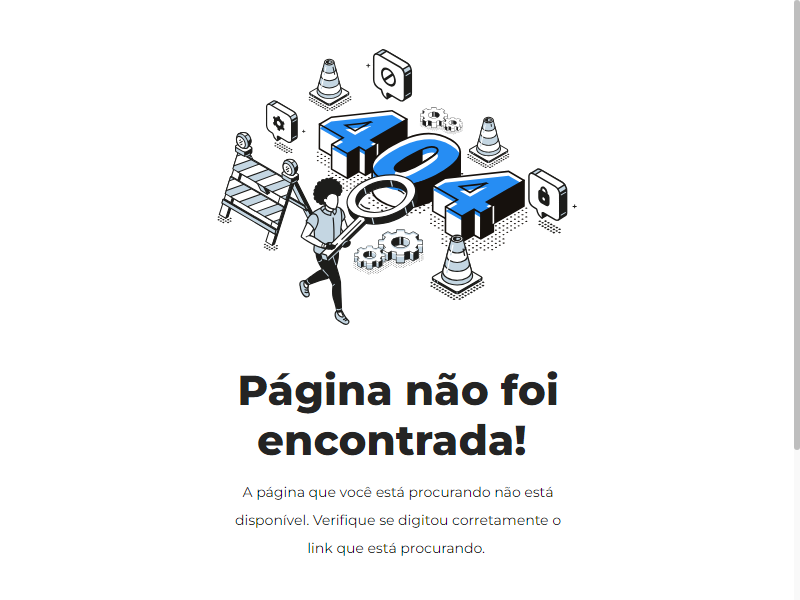 404
Página não foi
encontrada!
A página que você está procurando não está
disponível. Verifique se digitou corretamente o
link que está procurando.